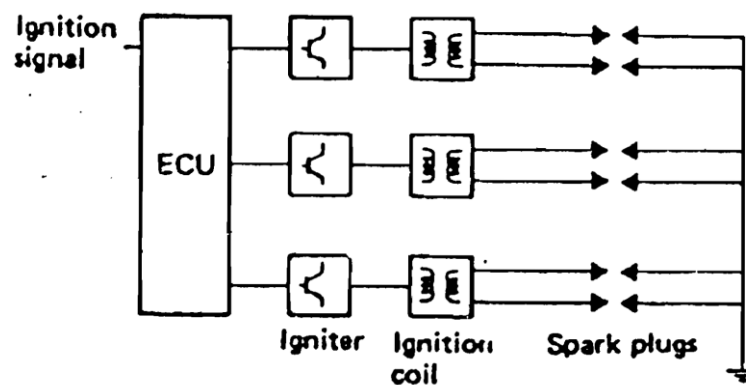 Ignition
signal
ECU
Igniter
Ignition
coil
Spark plugs